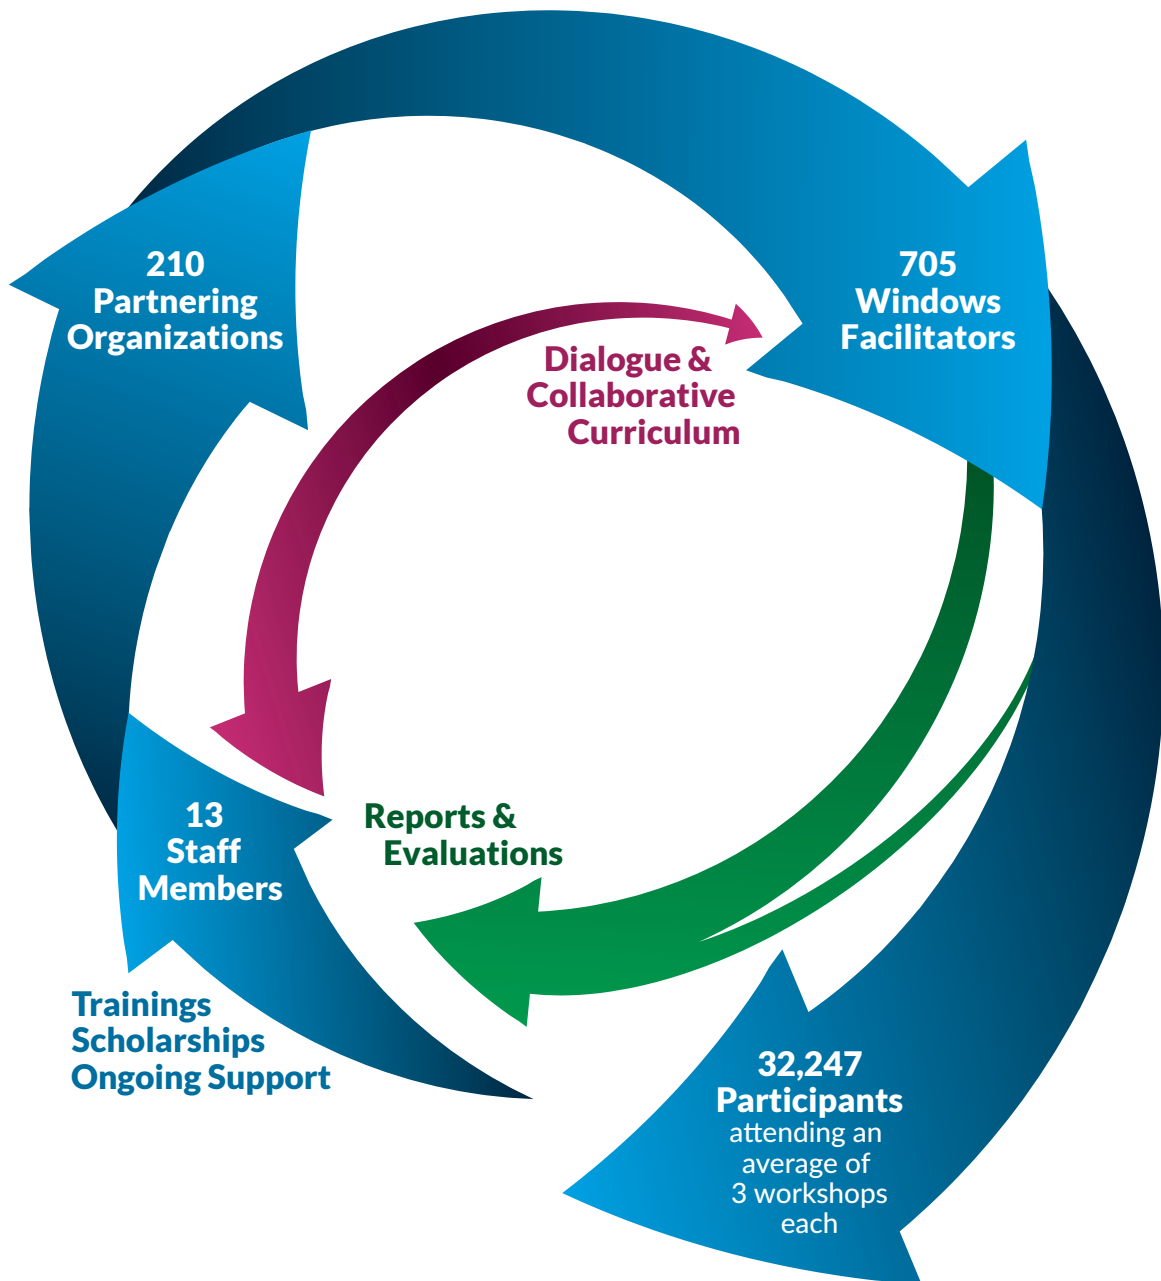 210
Partnering
Organizations
705
Windows
Facilitators
Dialogue &
Collaborative
Curriculum
13
Staff
Members
Reports &
Evaluations
Trainings
Scholarships
Ongoing Support
32,247
Participants
attending an
average of
3 workshops
each